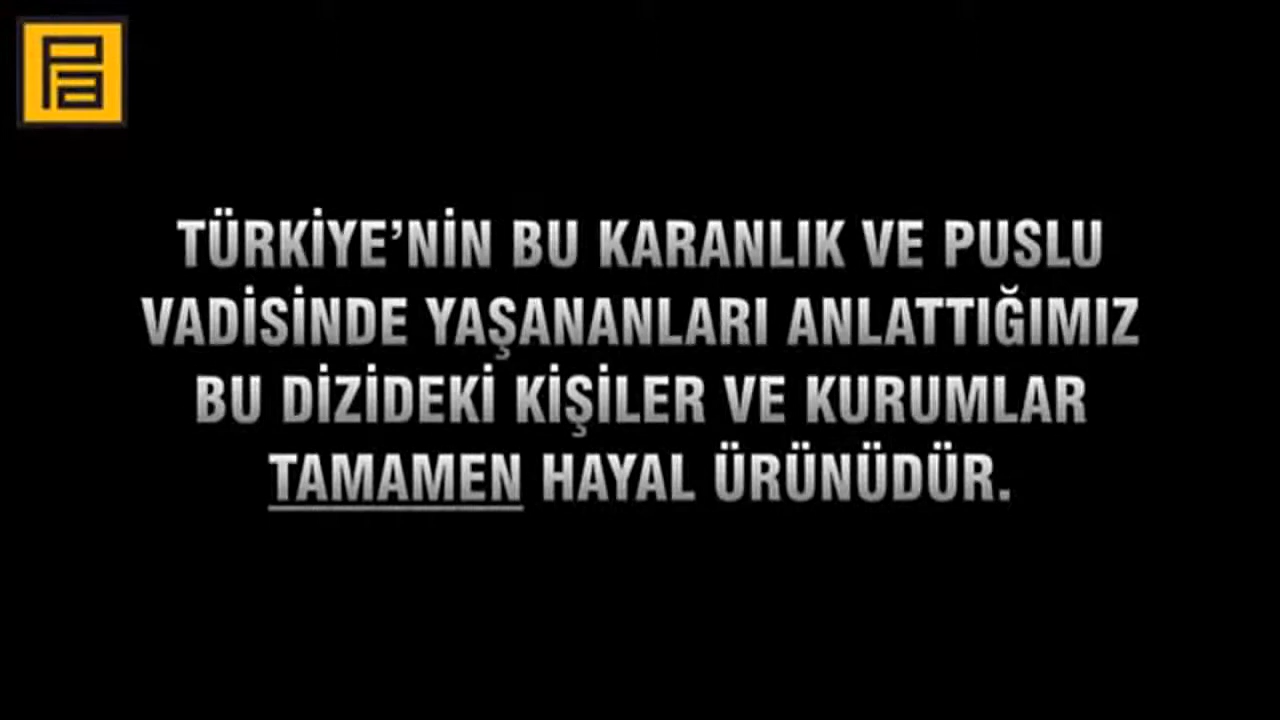 Pa
TÜRKİYE’NİN BU KARANLIK VE PUSLU
VADİSİNDE YAŞANANLARI ANLATTIĞIMIZ
BU DİZİDEKİ KİŞİLER VE KURUMLAR
TAMAMEN HAYAL ÜRÜNÜDÜR.